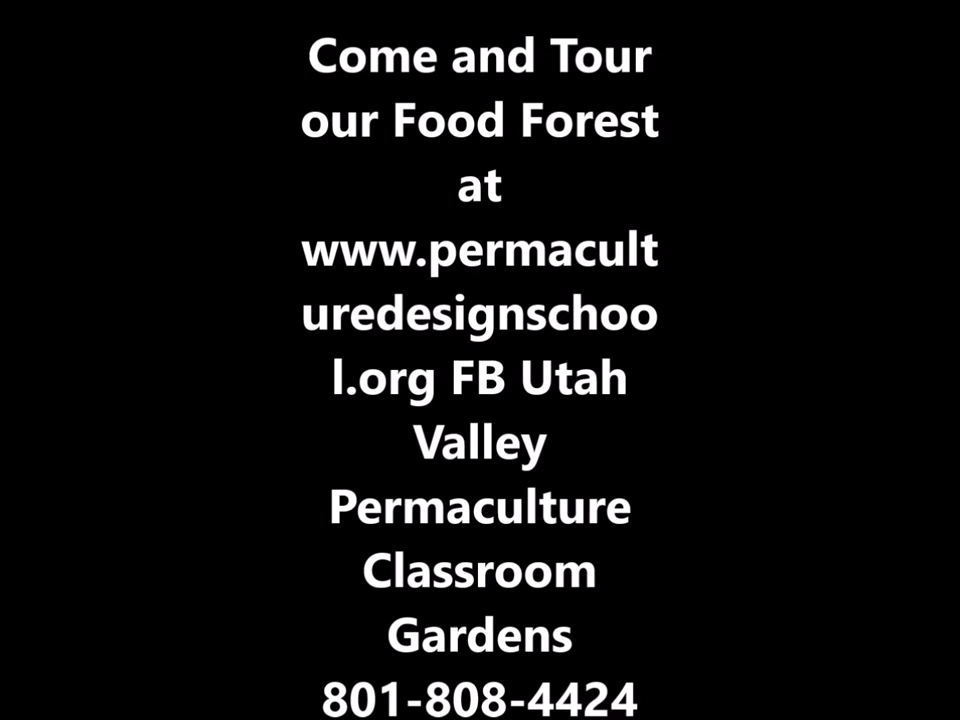 Come and Tour
our Food Forest
at
www.permacult
uredesignschoo
l.org FB Utah
Valley
Permaculture
Classroom
Gardens
801-808-4424